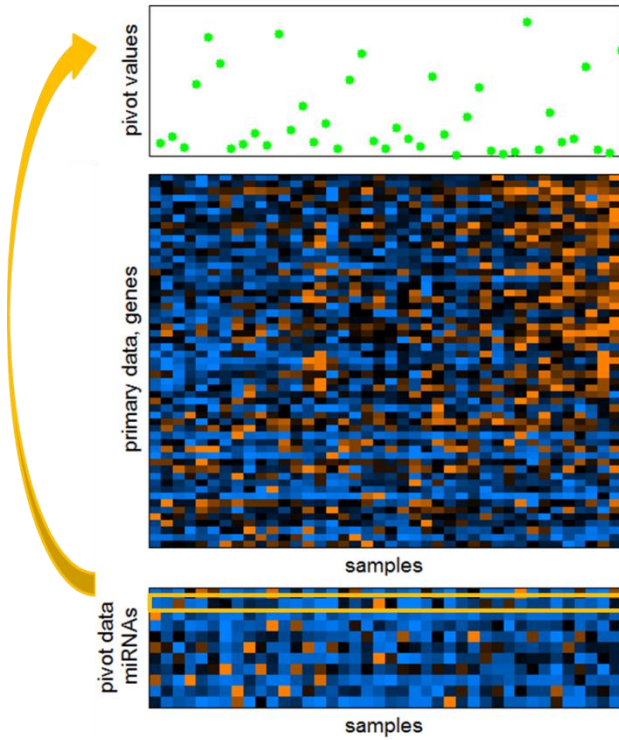 pivot values
primary data, genes
samples
pivot data
miRNAs
samples